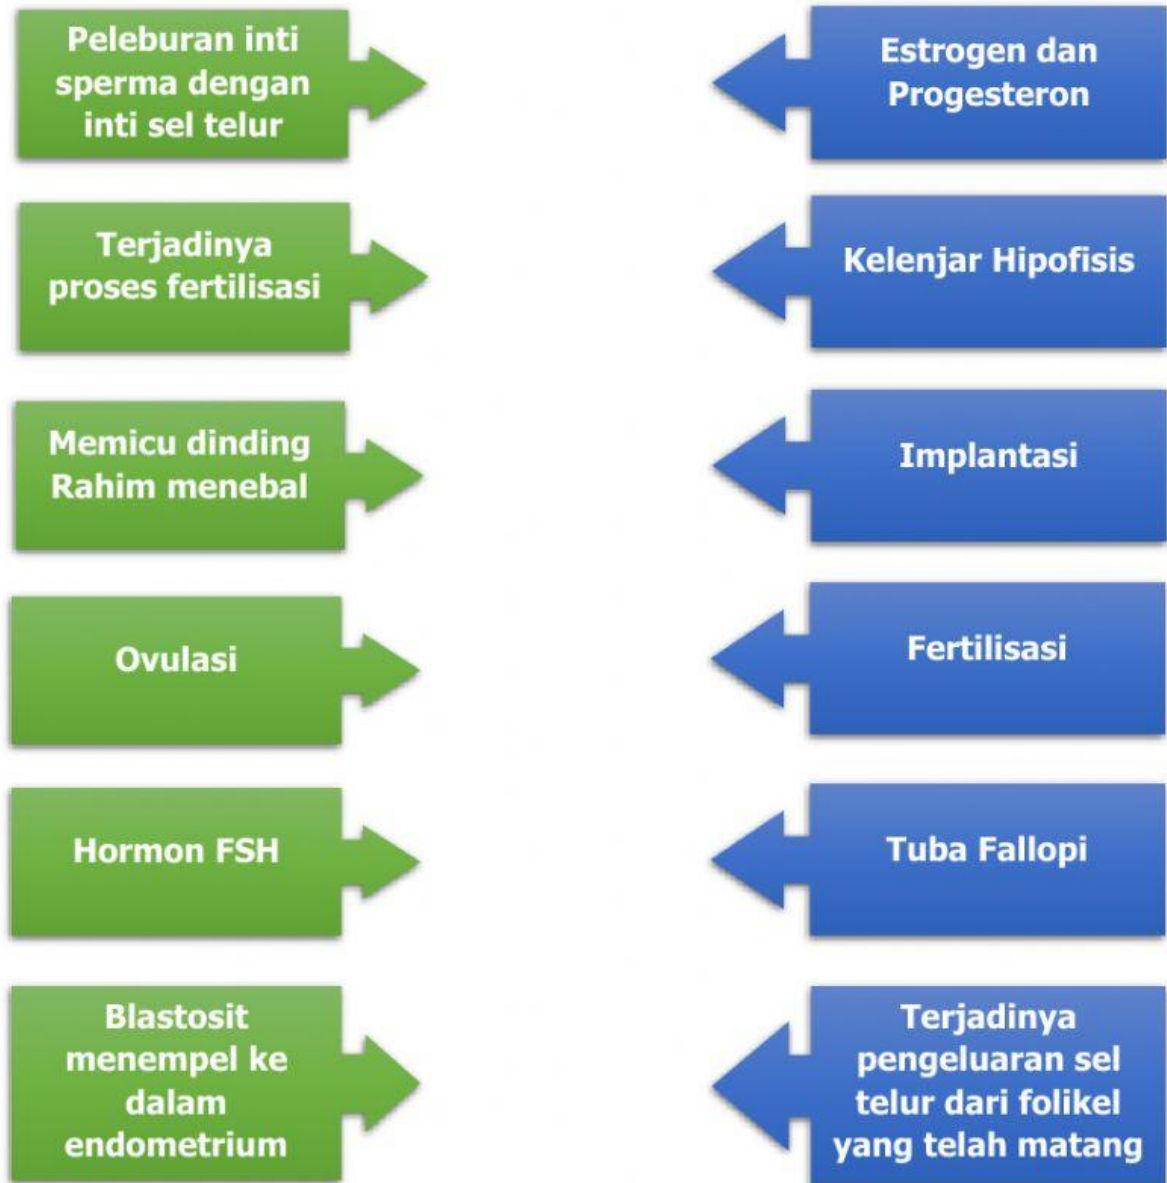 Peleburan inti
sperma dengan
inti sel telur
Estrogen dan
Progesteron
Terjadinya
proses fertilisasi
Kelenjar Hipofisis
Memicu dinding
Rahim menebal
Implantasi
Ovulasi
Fertilisasi
Hormon FSH
Tuba Fallopi
Blastosit
menempel ke
dalam
endometrium
Terjadinya
pengeluaran sel
telur dari folikel
yang telah matang